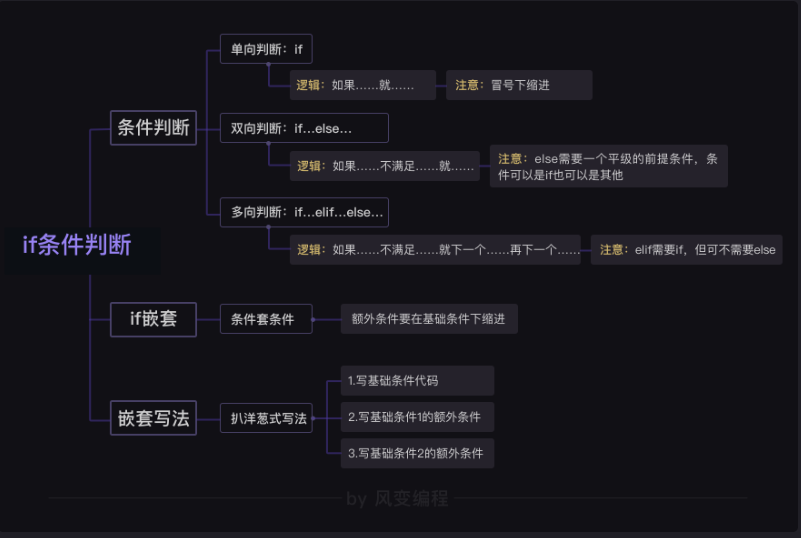 单向判断：if
逻辑：如果……就……
注意：冒号下缩进
条件判断
双向判断：if…else…
逻辑：如果……不满足……就……
注意：else需要一个平级的前提条件，条
件可以是if也可以是其他
多向判断：if…elif…else…
逻辑：如果……不满足……就下一个……再下一个……
注意：elif需要if，但可不需要else
if条件判断
if嵌套
条件套条件
额外条件要在基础条件下缩进
嵌套写法
扒洋葱式写法
1.写基础条件代码
2.写基础条件1的额外条件
3.写基础条件2的额外条件
by 风变编程